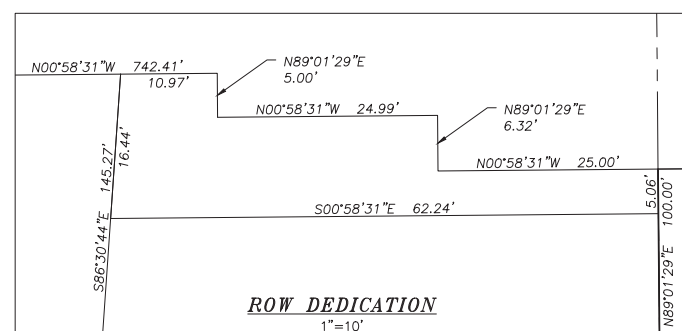 N00°58'31"W 742.41'
10.97'
N89°01'29"E
5.00'
N00°58'31"W 24.99'
N89°01'29"E
6.32'
N00°58'31"W 25.00'
S86°30'44"E 145.27'
16.44'
S00°58'31"E 62.24'
5.06'
N89°01'29"E 100.00'
ROW DEDICATION
1"=10'